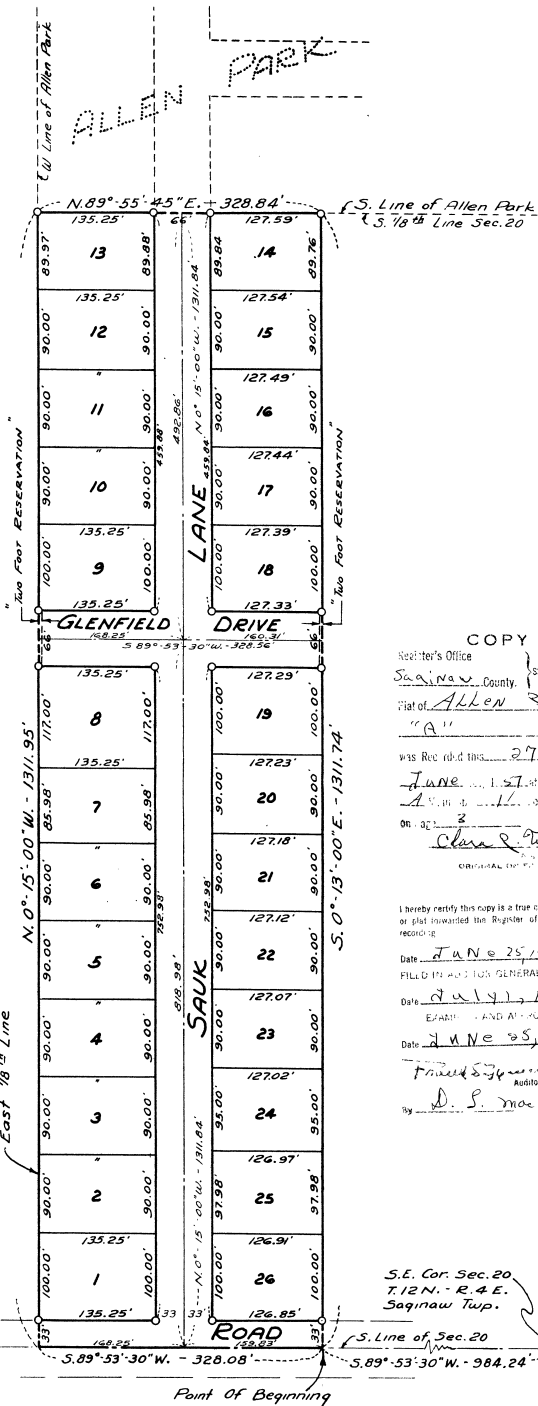 ALLEN PARK
W Line of Allen Park
N.89°-55'-45"E. - 328.84'
S. Line of Allen Park
S. 1/8 th Line Sec.20
135.25' 66' 127.59'
89.97' 13 89.88' 89.84 14 89.76'
135.25' 127.54'
90.00' 12 90.00' 90.00' 15 90.00'
" 127.49'
90.00' 11 90.00' 90.00' 16 90.00'
" 127.44'
90.00' 10 90.00' 90.00' 17 90.00'
135.25' 127.39'
100.00' 9 100.00' 100.00' 18 100.00'
135.25' 127.33'
459.88' 492.86' 459.84'
N.0°15'-00"W. - 1311.84'
LANE
"TWO FOOT RESERVATION"
"TWO FOOT RESERVATION"
GLENFIELD DRIVE
66' 168.25' 160.31' 66'
S 89°-53'-30"W.-328.56'
135.25' 127.29'
117.00' 8 117.00' 100.00' 19 100.00'
135.25' 127.23'
85.98' 7 85.98' 90.00' 20 90.00'
" 127.18'
90.00' 6 90.00' 90.00' 21 90.00'
" 127.12'
90.00' 5 90.00' 90.00' 22 90.00'
" 127.07'
90.00' 4 90.00' 90.00' 23 90.00'
" 127.02'
90.00' 3 90.00' 95.00' 24 95.00'
" 126.97'
90.00' 2 90.00' 97.98' 25 97.98'
135.25' 126.91'
100.00' 1 100.00' 100.00' 26 100.00'
135.25' 33' 33' 126.85'
752.98' 818.98' 752.98'
SAUK
N.0°-15'-00"W. - 1311.84'
N.0°-15'-00"W. - 1311.95'
S.0°-13'-00"E. - 1311.74'
East 1/8 th Line
ROAD
33' 168.25' 159.83' 33'
S.89°-53'-30"W. - 328.08'
Point Of Beginning
S. Line of Sec.20
S.89°-53'-30"W. - 984.24'
S.E. Cor. Sec.20
T.12 N. - R.4 E.
Saginaw Twp.
COPY
Register's Office
Saginaw County.
Plat of ALLEN
"A"
was Recorded this 27
June 57 at
A 11
on page 3
Clara R.
ORIGINAL
I hereby certify this copy is a true
or plat forwarded the Register of
recording
Date June 25, 1
FILED IN AUDITOR GENERAL
Date July 1,
EXAMINED AND APPROVED
Date June 25,
Auditor
By D. S. Mac